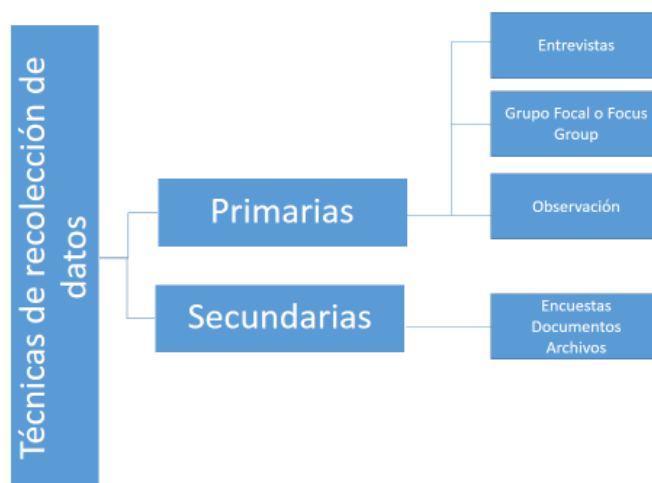 Técnicas de recolección de
datos
Primarias
Entrevistas
Grupo Focal o Focus
Group
Observación
Secundarias
Encuestas
Documentos
Archivos